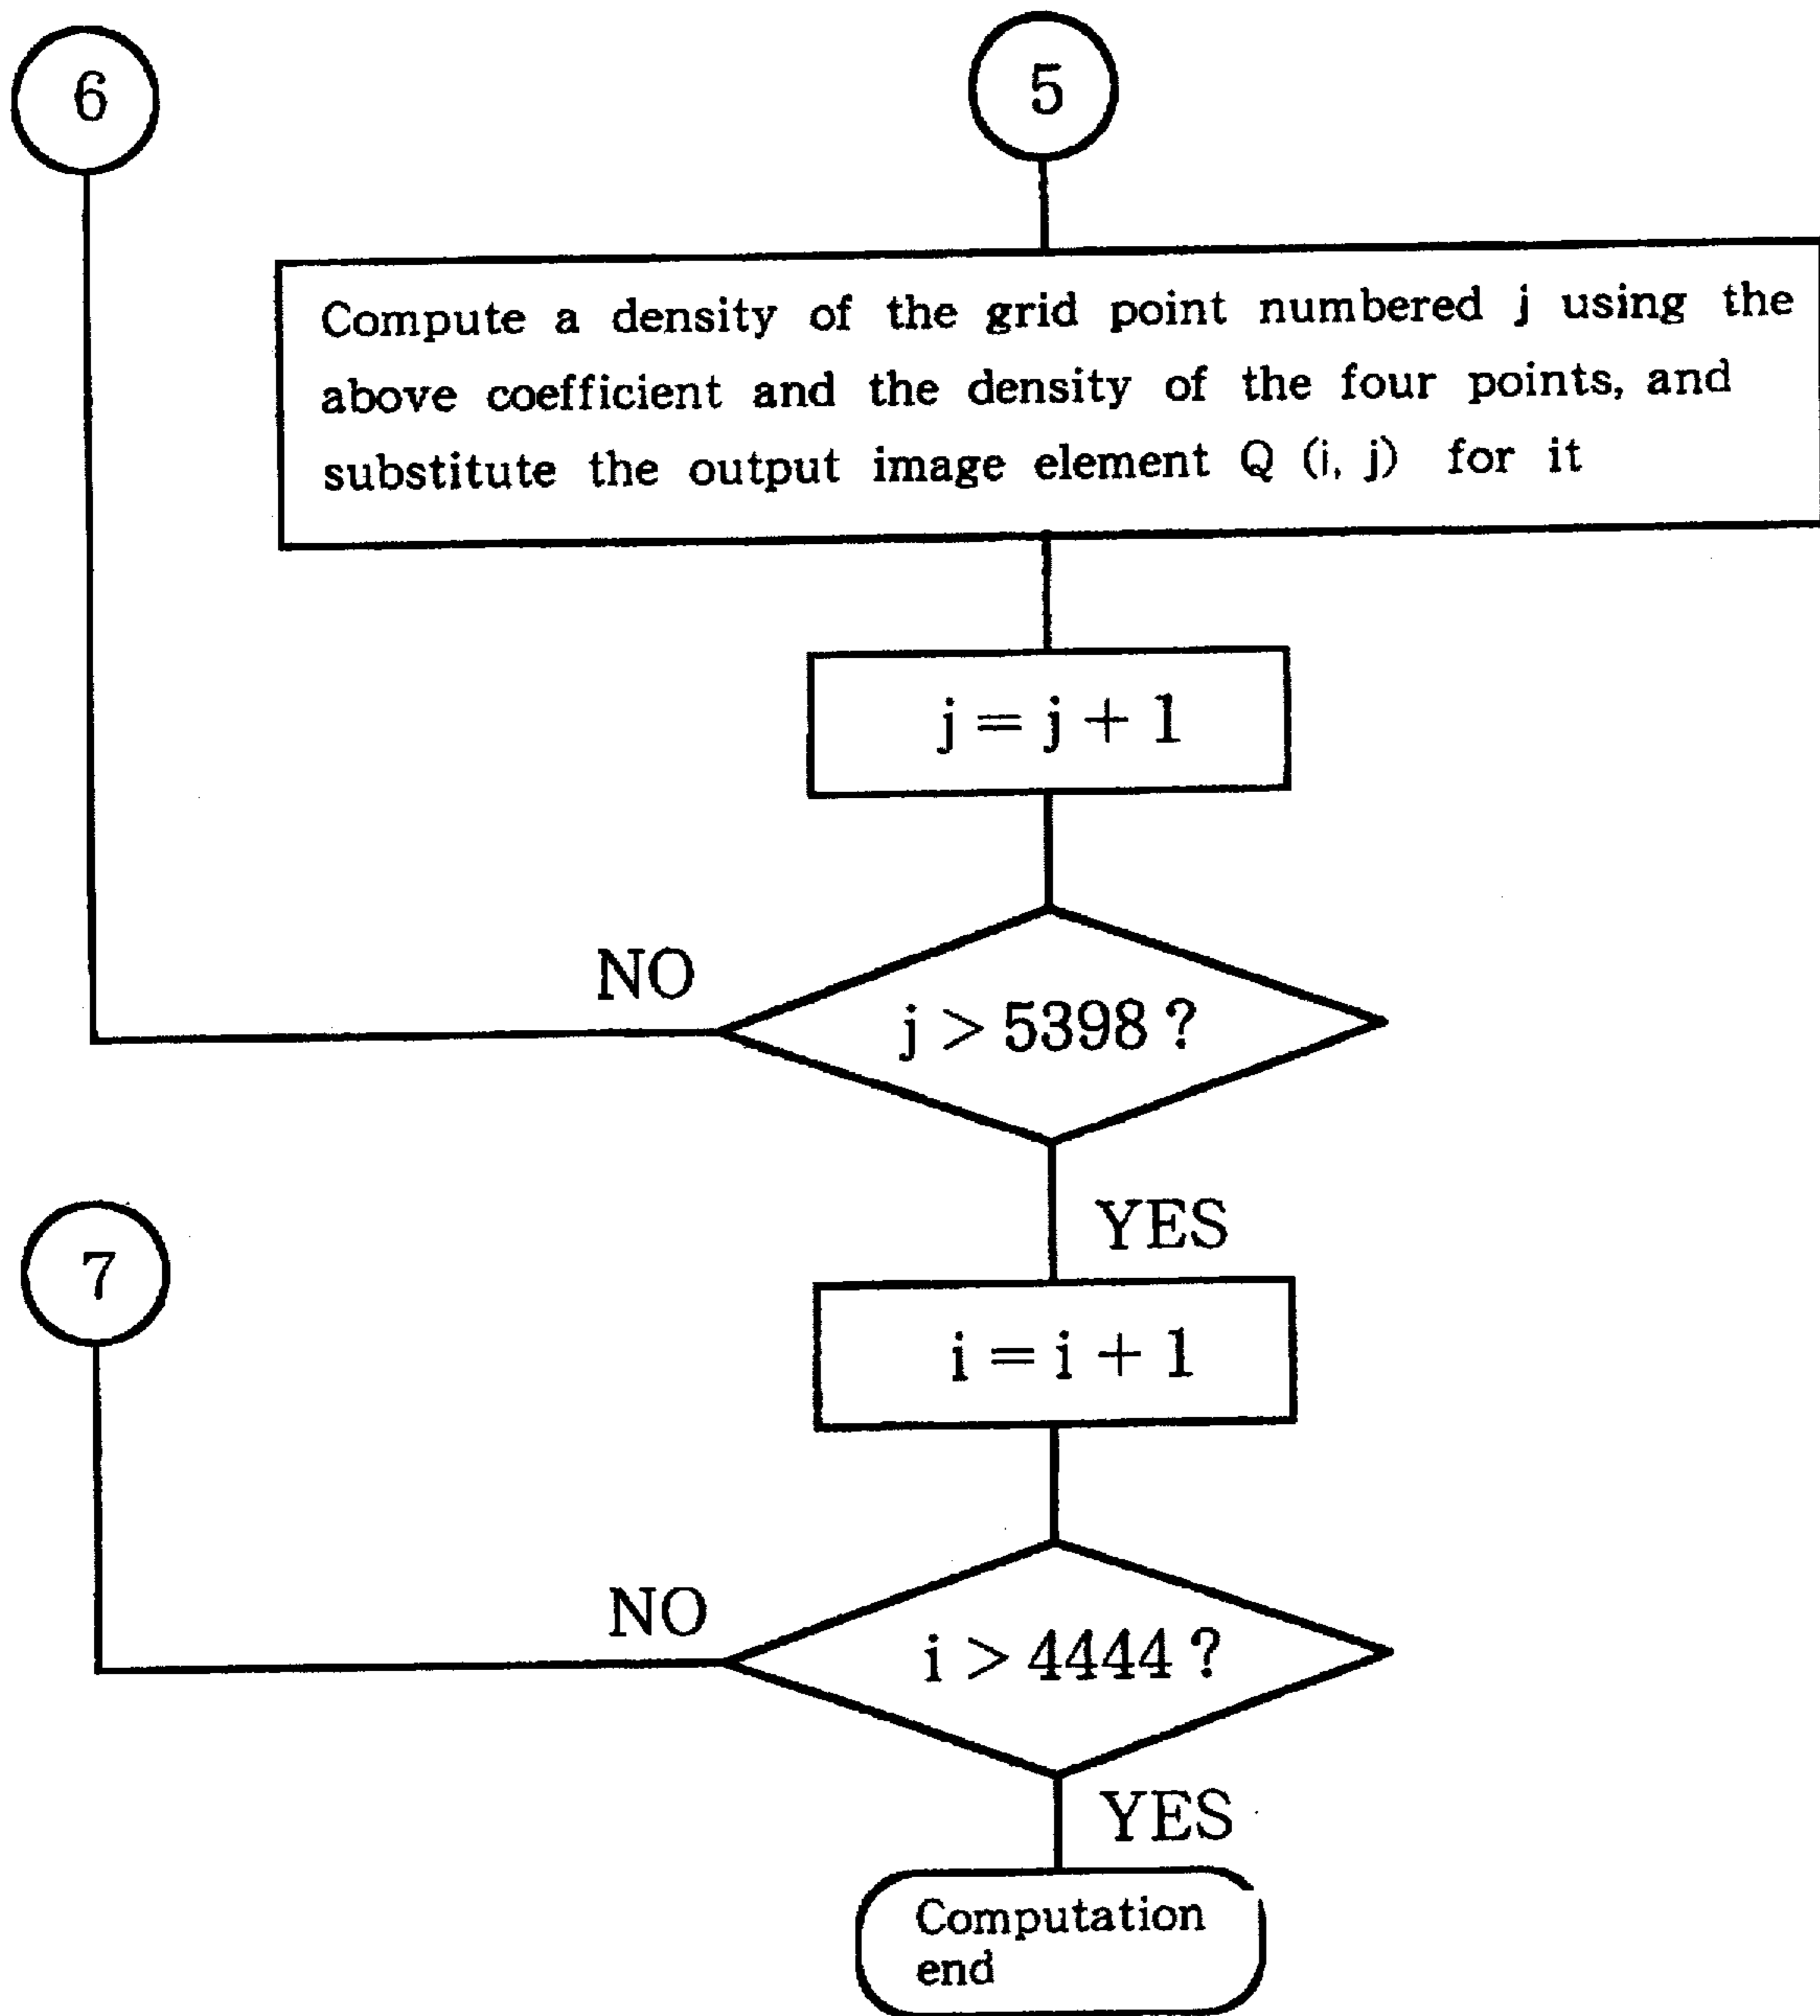 6
5
Compute a density of the grid point numbered j using the
above coefficient and the density of the four points, and
substitute the output image element Q (i, j) for it
j = j + 1
NO
j > 5398 ?
YES
7
i = i + 1
NO
i > 4444 ?
YES
Computation
end